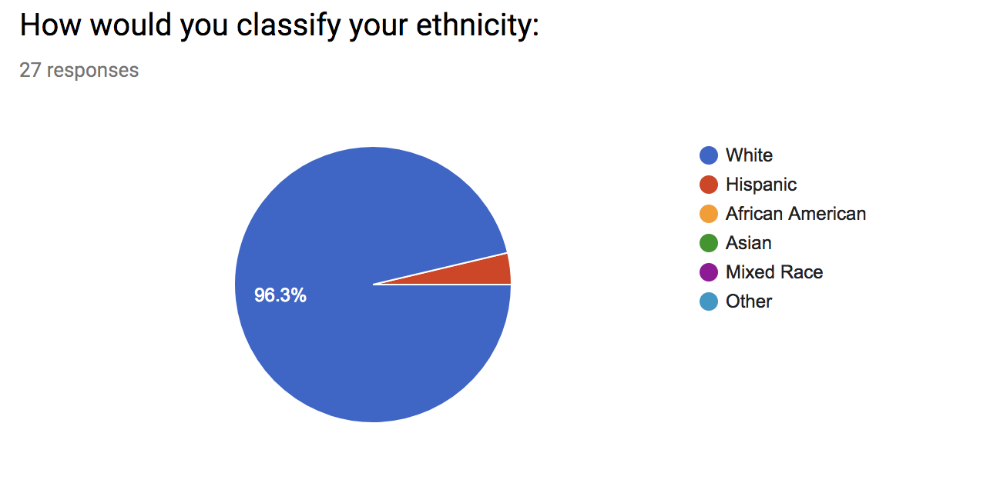 How would you classify your ethnicity:
27 responses
96.3%
White
Hispanic
African American
Asian
Mixed Race
Other